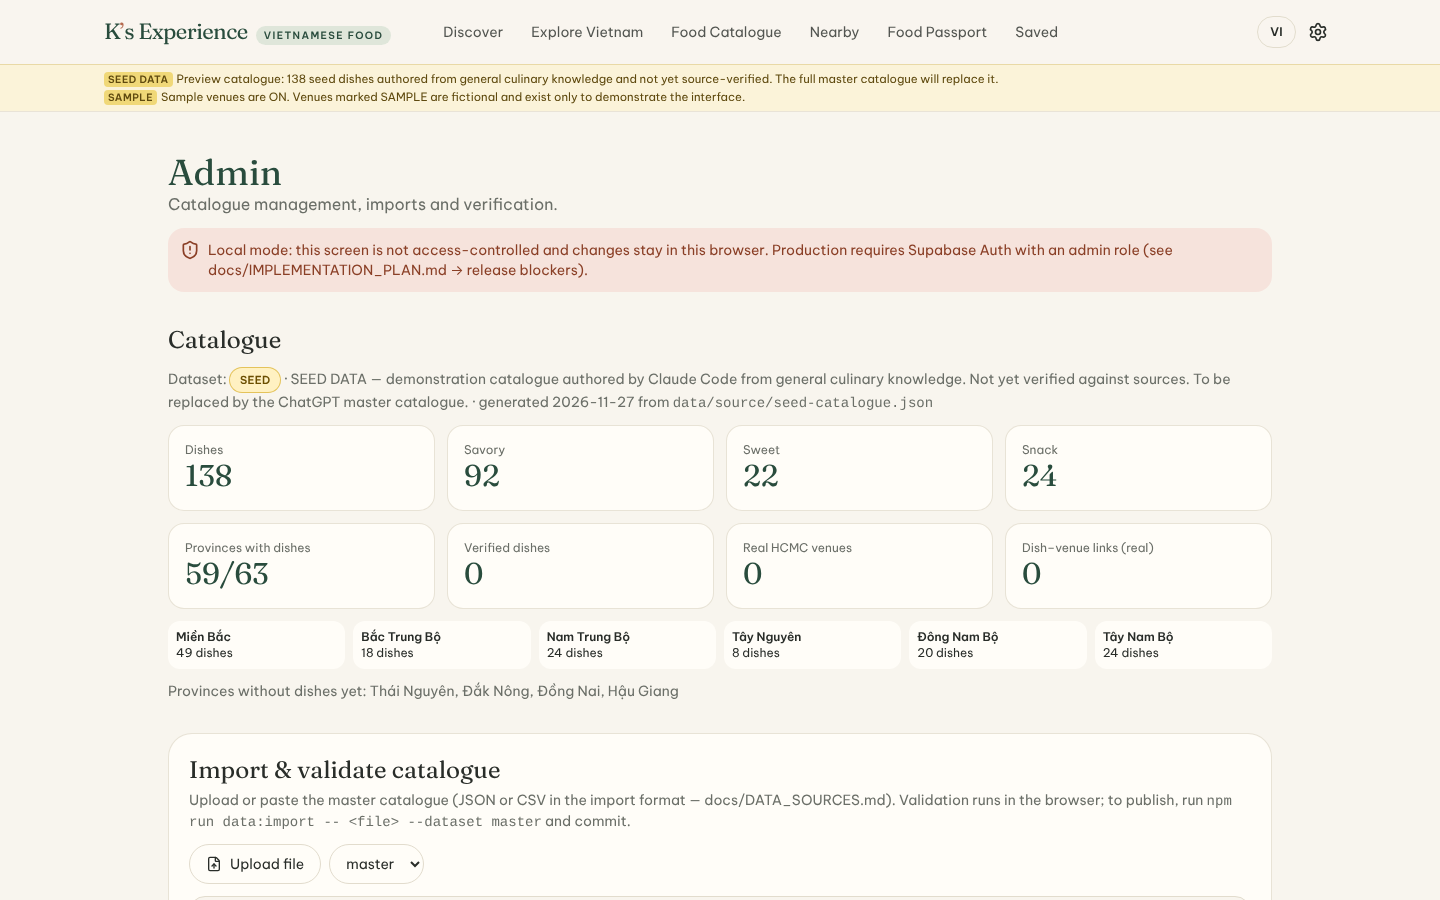 K's Experience VIETNAMESE FOOD
Discover Explore Vietnam Food Catalogue Nearby Food Passport Saved
VI
SEED DATA Preview catalogue: 138 seed dishes authored from general culinary knowledge and not yet source-verified. The full master catalogue will replace it.
SAMPLE Sample venues are ON. Venues marked SAMPLE are fictional and exist only to demonstrate the interface.
Admin
Catalogue management, imports and verification.
Local mode: this screen is not access-controlled and changes stay in this browser. Production requires Supabase Auth with an admin role (see
docs/IMPLEMENTATION_PLAN.md → release blockers).
Catalogue
Dataset: SEED · SEED DATA — demonstration catalogue authored by Claude Code from general culinary knowledge. Not yet verified against sources. To be
replaced by the ChatGPT master catalogue. · generated 2026-11-27 from data/source/seed-catalogue.json
Dishes
138
Savory
92
Sweet
22
Snack
24
Provinces with dishes
59/63
Verified dishes
0
Real HCMC venues
0
Dish–venue links (real)
0
Miền Bắc
49 dishes
Bắc Trung Bộ
18 dishes
Nam Trung Bộ
24 dishes
Tây Nguyên
8 dishes
Đông Nam Bộ
20 dishes
Tây Nam Bộ
24 dishes
Provinces without dishes yet: Thái Nguyên, Đắk Nông, Đồng Nai, Hậu Giang
Import & validate catalogue
Upload or paste the master catalogue (JSON or CSV in the import format — docs/DATA_SOURCES.md). Validation runs in the browser; to publish, run npm
run data:import -- <file> --dataset master and commit.
Upload file
master